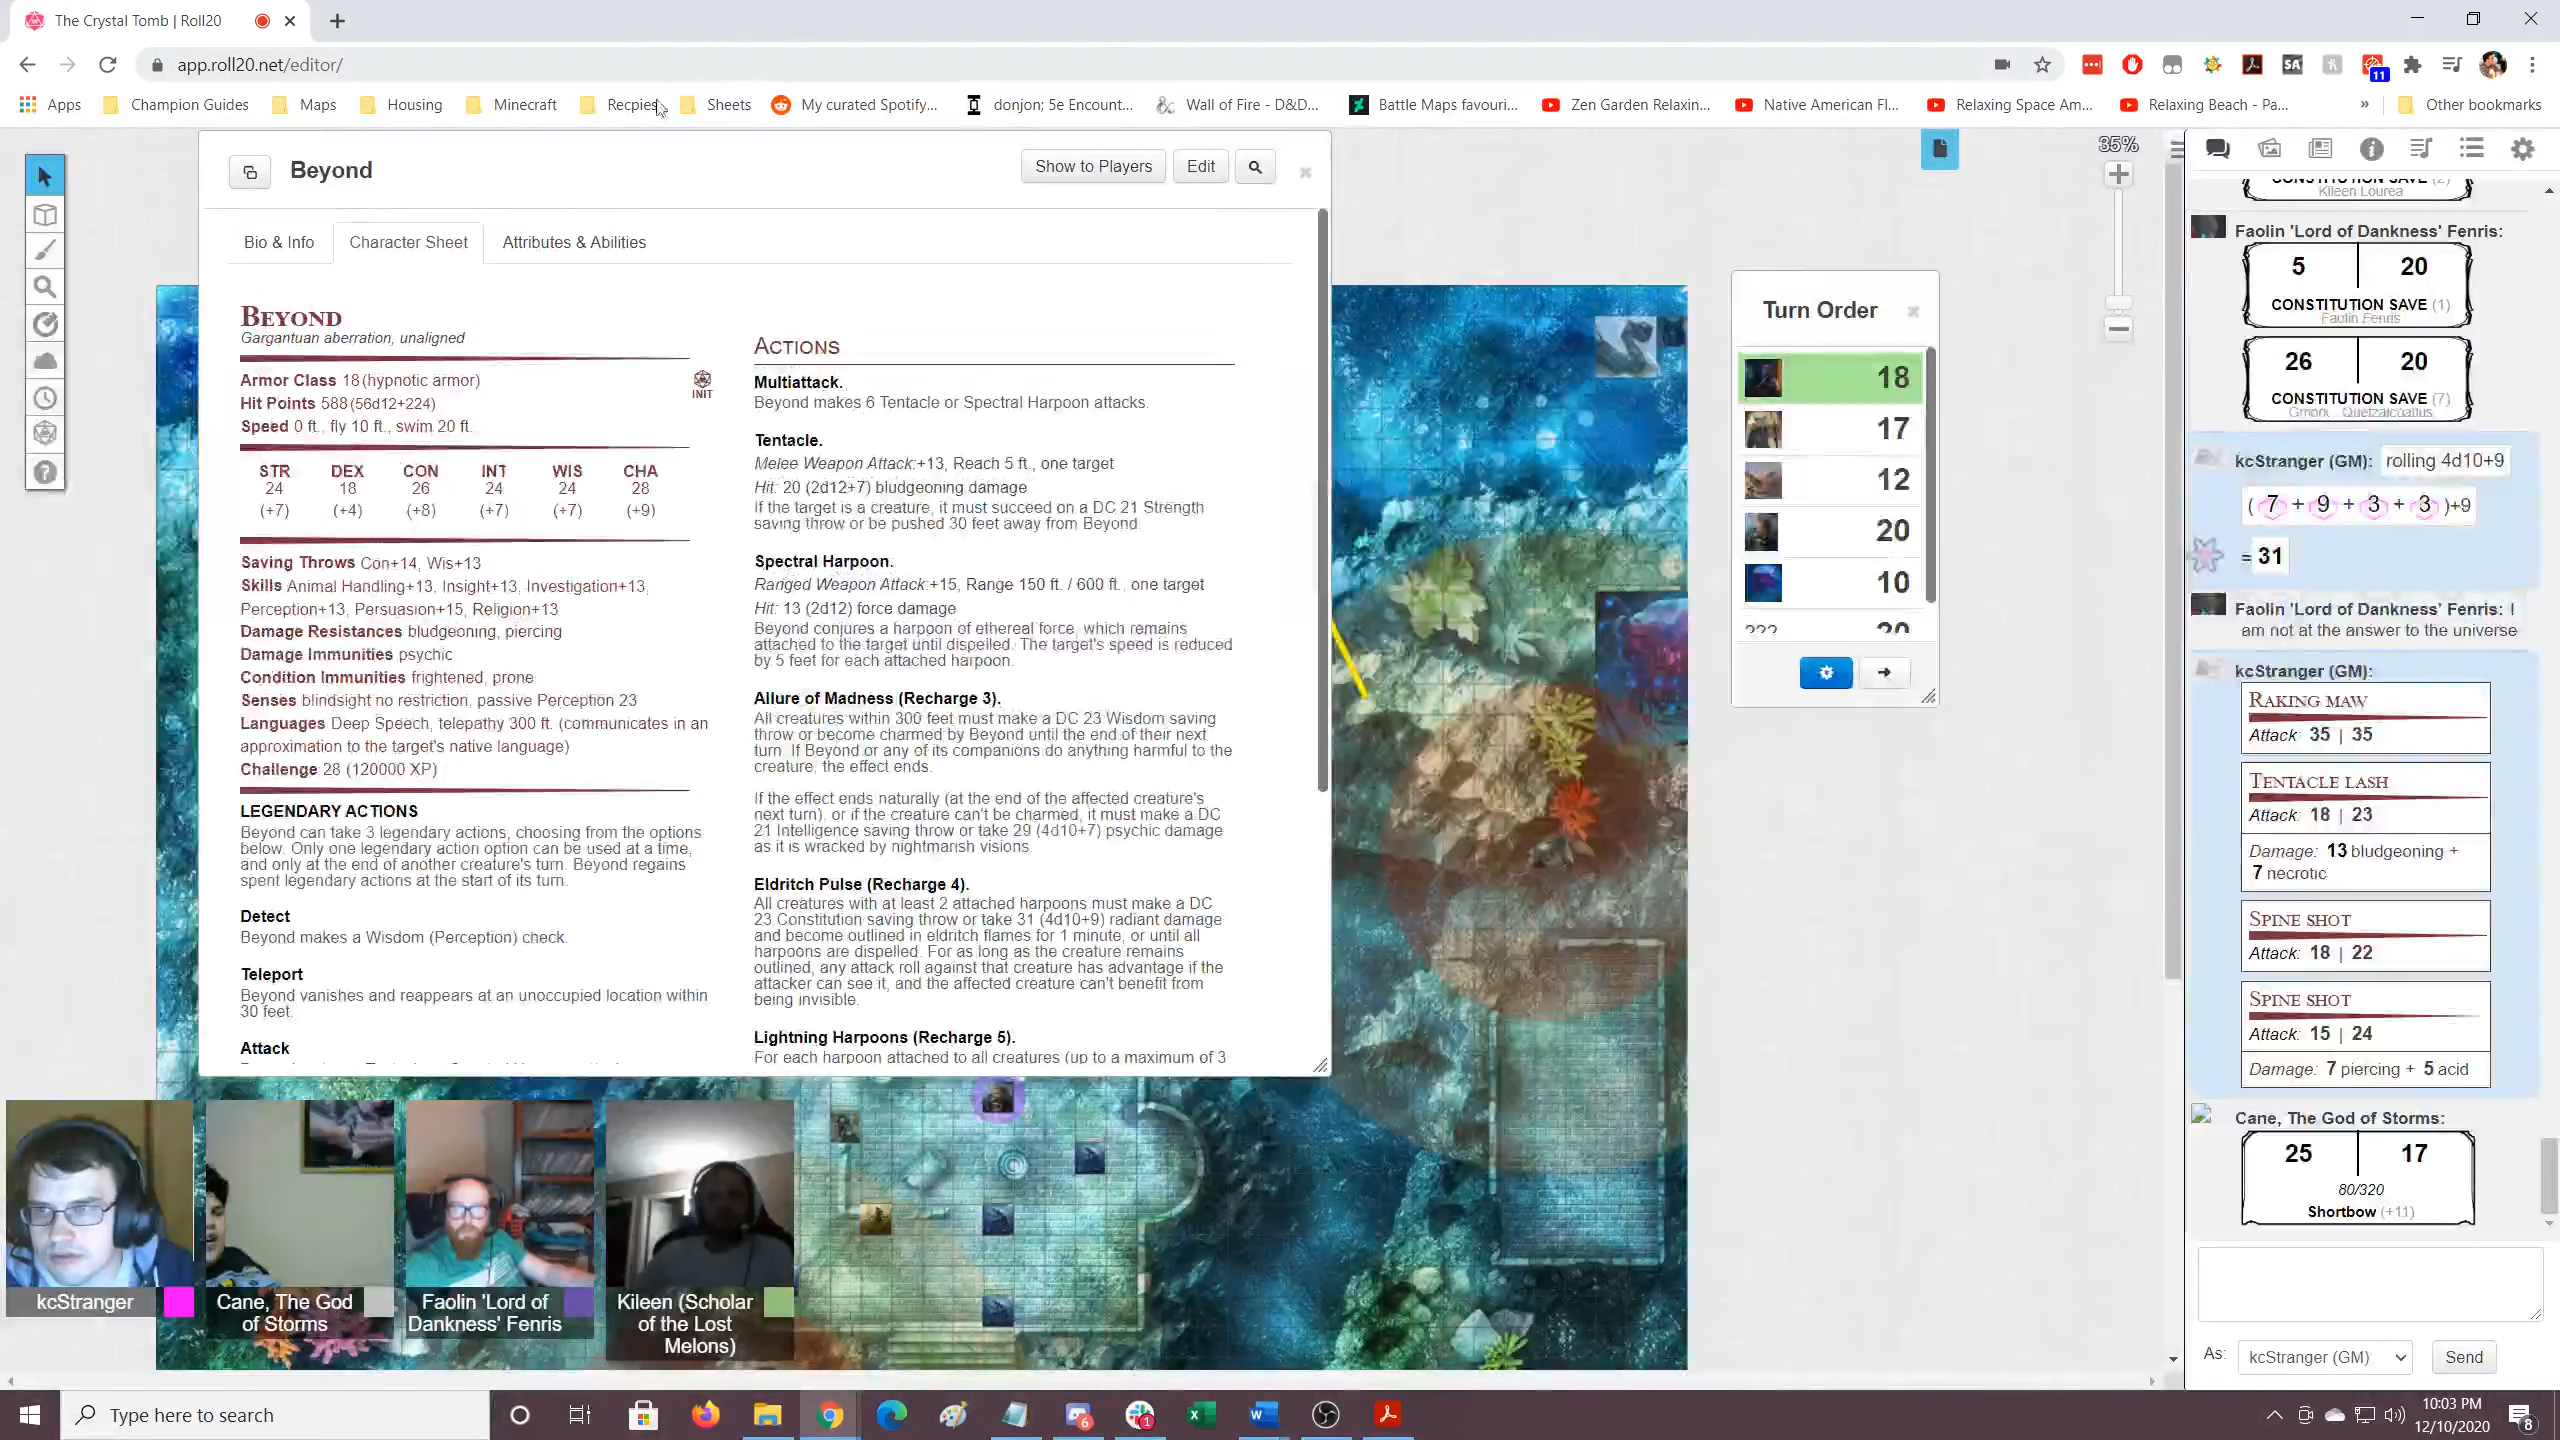 The Crystal Tomb | Roll20
app.roll20.net/editor/
11
Apps
Champion Guides
Maps
Housing
Minecraft
Recpies
Sheets
My curated Spotify...
donjon; 5e Encount...
Wall of Fire - D&D...
Battle Maps favouri...
Zen Garden Relaxin...
Native American Fl...
Relaxing Space Am...
Relaxing Beach - Pa...
»
Other bookmarks
Beyond
Show to Players
Edit
Bio & Info
Character Sheet
Attributes & Abilities
BEYOND
Gargantuan aberration, unaligned
Armor Class 18 (hypnotic armor)
Hit Points 588 (56d12+224)
Speed 0 ft., fly 10 ft., swim 20 ft.
INIT
STR DEX CON INT WIS CHA
24 18 26 24 24 28
(+7) (+4) (+8) (+7) (+7) (+9)
Saving Throws Con+14, Wis+13
Skills Animal Handling+13, Insight+13, Investigation+13,
Perception+13, Persuasion+15, Religion+13
Damage Resistances bludgeoning, piercing
Damage Immunities psychic
Condition Immunities frightened, prone
Senses blindsight no restriction, passive Perception 23
Languages Deep Speech, telepathy 300 ft. (communicates in an
approximation to the target's native language)
Challenge 28 (120000 XP)
LEGENDARY ACTIONS
Beyond can take 3 legendary actions, choosing from the options
below. Only one legendary action option can be used at a time,
and only at the end of another creature's turn. Beyond regains
spent legendary actions at the start of its turn.
Detect
Beyond makes a Wisdom (Perception) check.
Teleport
Beyond vanishes and reappears at an unoccupied location within
30 feet.
Attack
ACTIONS
Multiattack.
Beyond makes 6 Tentacle or Spectral Harpoon attacks.
Tentacle.
Melee Weapon Attack:+13, Reach 5 ft., one target
Hit: 20 (2d12+7) bludgeoning damage
If the target is a creature, it must succeed on a DC 21 Strength
saving throw or be pushed 30 feet away from Beyond.
Spectral Harpoon.
Ranged Weapon Attack:+15, Range 150 ft. / 600 ft., one target
Hit: 13 (2d12) force damage
Beyond conjures a harpoon of ethereal force, which remains
attached to the target until dispelled. The target's speed is reduced
by 5 feet for each attached harpoon.
Allure of Madness (Recharge 3).
All creatures within 300 feet must make a DC 23 Wisdom saving
throw or become charmed by Beyond until the end of their next
turn. If Beyond or any of its companions do anything harmful to the
creature, the effect ends.
If the effect ends naturally (at the end of the affected creature's
next turn), or if the creature can't be charmed, it must make a DC
21 Intelligence saving throw or take 29 (4d10+7) psychic damage
as it is wracked by nightmarish visions.
Eldritch Pulse (Recharge 4).
All creatures with at least 2 attached harpoons must make a DC
23 Constitution saving throw or take 31 (4d10+9) radiant damage
and become outlined in eldritch flames for 1 minute, or until all
harpoons are dispelled. For as long as the creature remains
outlined, any attack roll against that creature has advantage if the
attacker can see it, and the affected creature can't benefit from
being invisible.
Lightning Harpoons (Recharge 5).
For each harpoon attached to all creatures (up to a maximum of 3
Turn Order
18
17
12
20
10
???
20
35%
CONSTITUTION SAVE (2)
Kileen Lourea
Faolin 'Lord of Dankness' Fenris:
5 20
CONSTITUTION SAVE (1)
Faolin Fenris
26 20
CONSTITUTION SAVE (7)
kcStranger (GM): rolling 4d10+9
( 7 + 9 + 3 + 3 )+9
= 31
Faolin 'Lord of Dankness' Fenris: I
am not at the answer to the universe
kcStranger (GM):
RAKING MAW
Attack: 35 | 35
TENTACLE LASH
Attack: 18 | 23
Damage: 13 bludgeoning +
7 necrotic
SPINE SHOT
Attack: 18 | 22
SPINE SHOT
Attack: 15 | 24
Damage: 7 piercing + 5 acid
Cane, The God of Storms:
25 17
80/320
Shortbow (+11)
As: kcStranger (GM)
Send
kcStranger
Cane, The God
of Storms
Faolin 'Lord of
Dankness' Fenris
Kileen (Scholar
of the Lost
Melons)
Type here to search
6
1
10:03 PM
12/10/2020
8